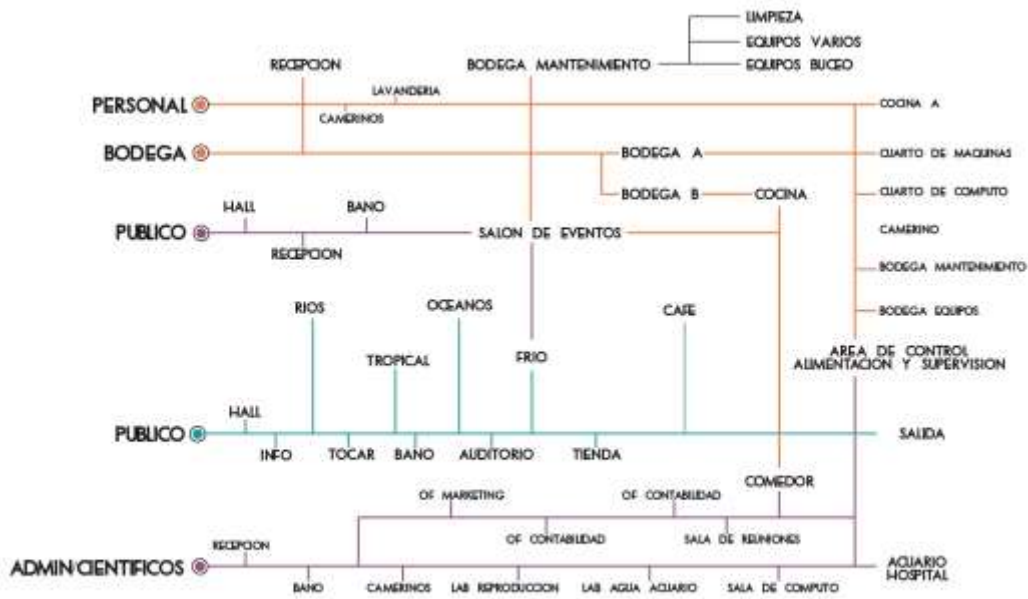 LIMPIEZA
EQUIPOS VARIOS
RECEPCION
BODEGA MANTENIMIENTO
EQUIPOS BUCEO
LAVANDERIA
PERSONAL
COCINA A
CAMERINOS
BODEGA
BODEGA A
CUARTO DE MAQUINAS
BODEGA B
COCINA
CUARTO DE COMPUTO
HALL
BANO
PUBLICO
SALON DE EVENTOS
CAMERINO
RECEPCION
BODEGA MANTENIMIENTO
RIOS
OCEANOS
CAFE
BODEGA EQUIPOS
TROPICAL
FRIO
AREA DE CONTROL
ALIMENTACION Y SUPERVISION
HALL
PUBLICO
SALIDA
INFO
TOCAR
BANO
AUDITORIO
TIENDA
COMEDOR
OF MARKETING
OF CONTABILIDAD
OF CONTABILIDAD
SALA DE REUNIONES
RECEPCION
ADMIN/CIENTIFICOS
ACUARIO
HOSPITAL
BANO
CAMERINOS
LAB REPRODUCCION
LAB AGUA ACUARIO
SALA DE COMPUTO